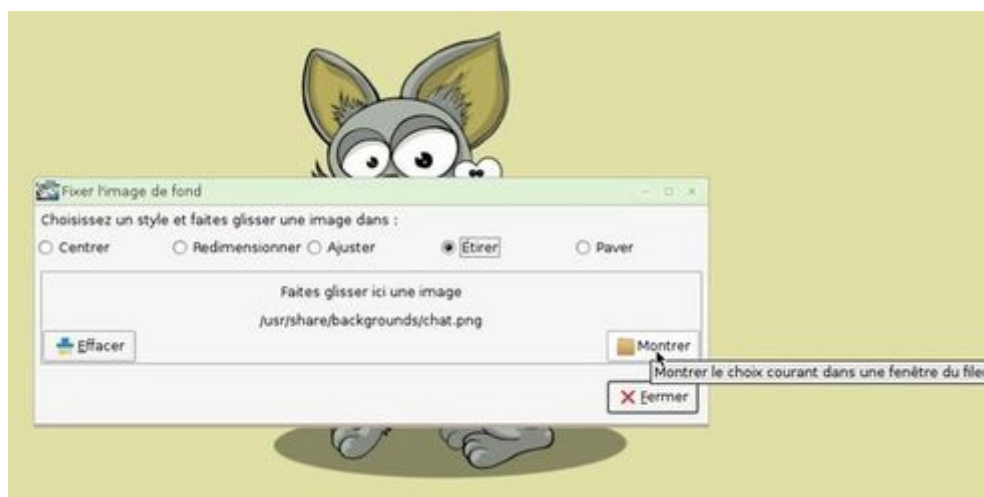 Fixer l'image de fond
Choisissez un style et faites glisser une image dans :
Centrer Redimensionner Ajuster Étirer Paver
Faites glisser ici une image
/usr/share/backgrounds/chat.png
Effacer Montrer
Montrer le choix courant dans une fenêtre du
Fermer